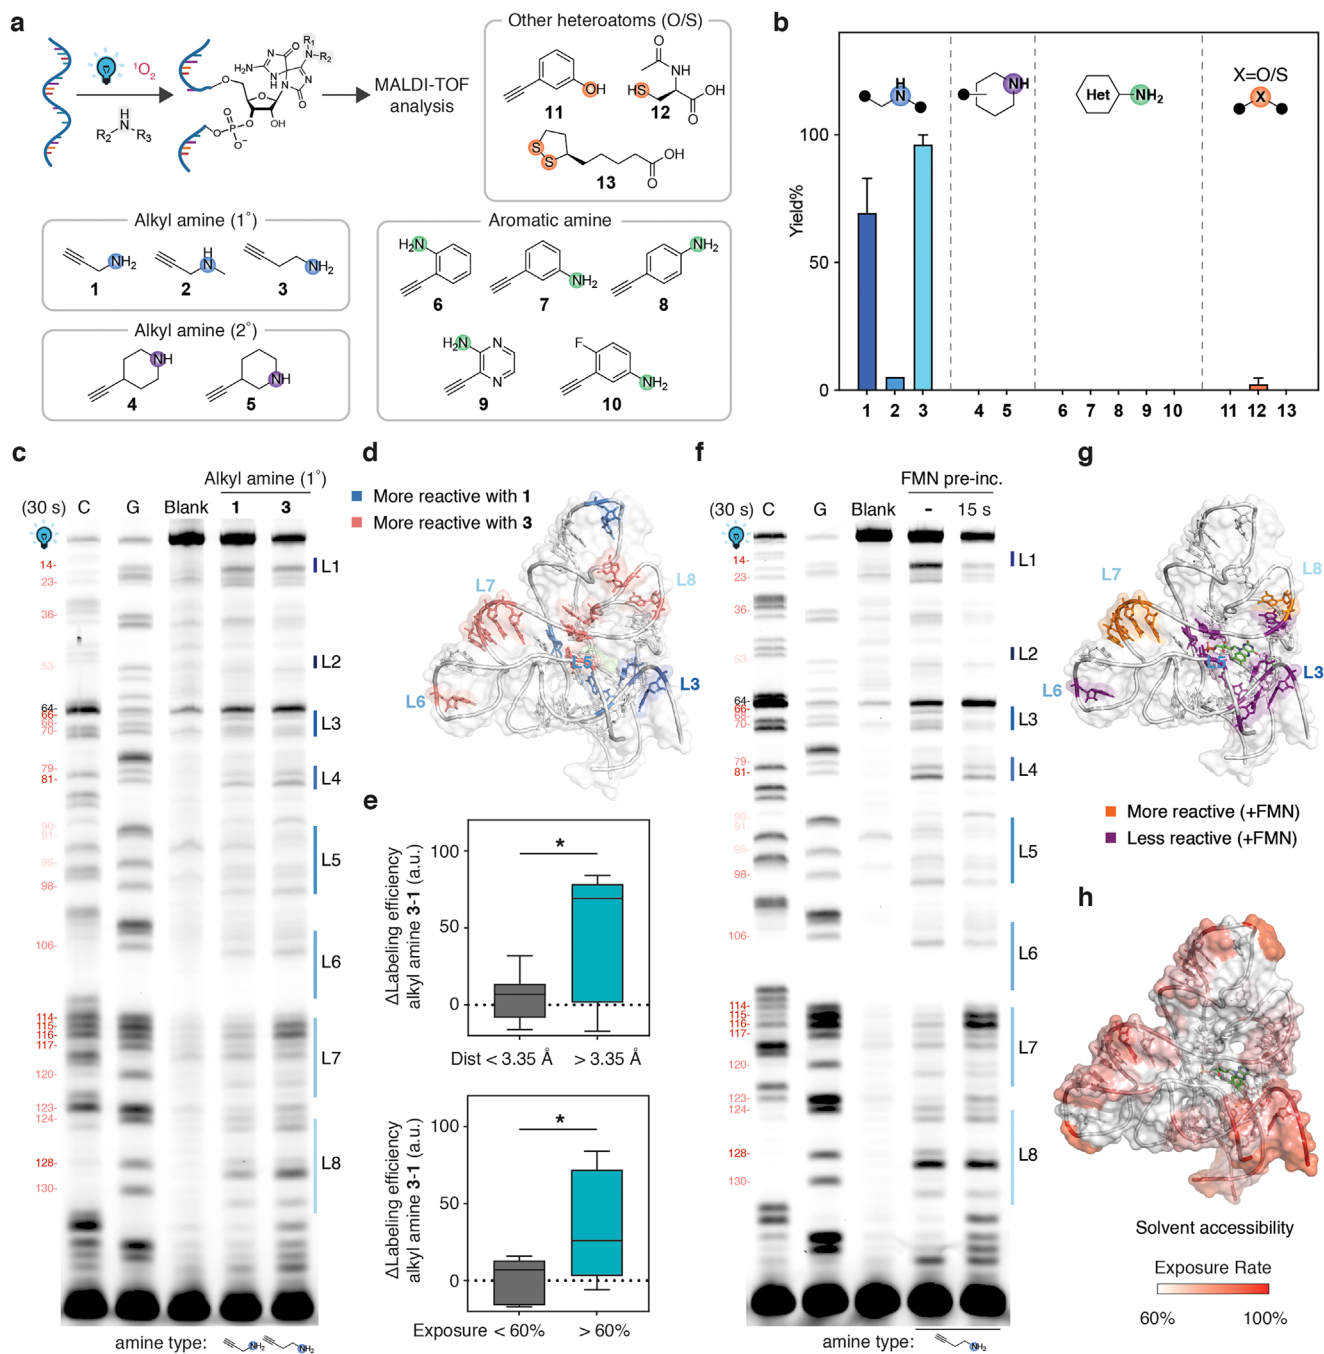 a
¹O₂
H
N
R₂ R₃
H₂N
O
N
R₁
N-R₂
N
NH
N
N
O
O
O
O-P-O
O⁻
OH
MALDI-TOF
analysis
Other heteroatoms (O/S)
OH
11
O
NH
HS
OH
O
12
S
S
OH
O
13
Alkyl amine (1°)
NH₂
1
H
N
2
NH₂
3
Alkyl amine (2°)
NH
4
NH
5
Aromatic amine
H₂N
6
NH₂
7
NH₂
8
H₂N
N
N
9
F
NH₂
10
b
H
N
NH
Het
NH₂
X=O/S
X
Yield%
100
50
0
1 2 3 4 5 6 7 8 9 10 11 12 13
c
Alkyl amine (1°)
(30 s) C G Blank 1 3
14-
23-
36-
53-
64-
66-
68-
70-
79-
81-
90-
91-
95-
98-
106-
114-
115-
116-
117-
120-
123-
124-
128-
130-
L1
L2
L3
L4
L5
L6
L7
L8
amine type:
NH₂
NH₂
d
More reactive with 1
More reactive with 3
L7
L8
L5
L6
L3
e
ΔLabeling efficiency
alkyl amine 3-1 (a.u.)
100
50
0
*
Dist < 3.35 Å > 3.35 Å
ΔLabeling efficiency
alkyl amine 3-1 (a.u.)
100
50
0
*
Exposure < 60% > 60%
f
FMN pre-inc.
(30 s) C G Blank - 15 s
14-
23-
36-
53-
64-
66-
68-
70-
79-
81-
90-
91-
95-
98-
106-
114-
115-
116-
117-
120-
123-
124-
128-
130-
L1
L2
L3
L4
L5
L6
L7
L8
amine type:
NH₂
g
L7
L8
L5
L6
L3
More reactive (+FMN)
Less reactive (+FMN)
h
Solvent accessibility
Exposure Rate
60% 100%